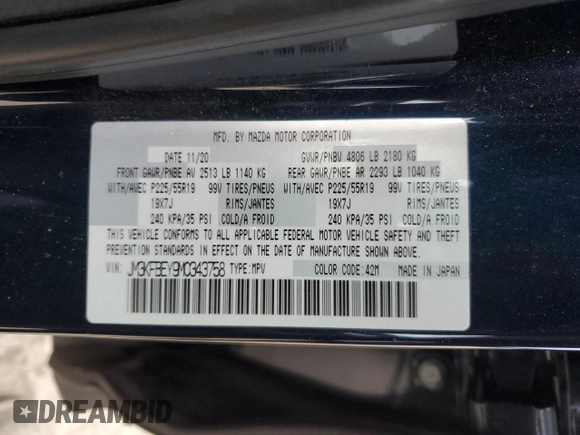 MFD. BY MAZDA MOTOR CORPORATION
DATE 11/20 GVWR/PNBV 4806 LB 2180 KG
FRONT GAWR/PNBE AV 2513 LB 1140 KG REAR GAWR/PNBE AR 2293 LB 1040 KG
WITH/AVEC P225/55R19 99V TIRES/PNEUS WITH/AVEC P225/55R19 99V TIRES/PNEUS
19X7J RIMS/JANTES 19X7J RIMS/JANTES
240 KPA/35 PSI COLD/A FROID 240 KPA/35 PSI COLD/A FROID
THIS VEHICLE CONFORMS TO ALL APPLICABLE FEDERAL MOTOR VEHICLE SAFETY AND THEFT
PREVENTION STANDARDS IN EFFECT ON THE DATE OF MANUFACTURE SHOWN ABOVE.
VIN: JM3KFBEY9M0343758 TYPE:MPV COLOR CODE:42M MADE IN JAPAN
DREAMBID